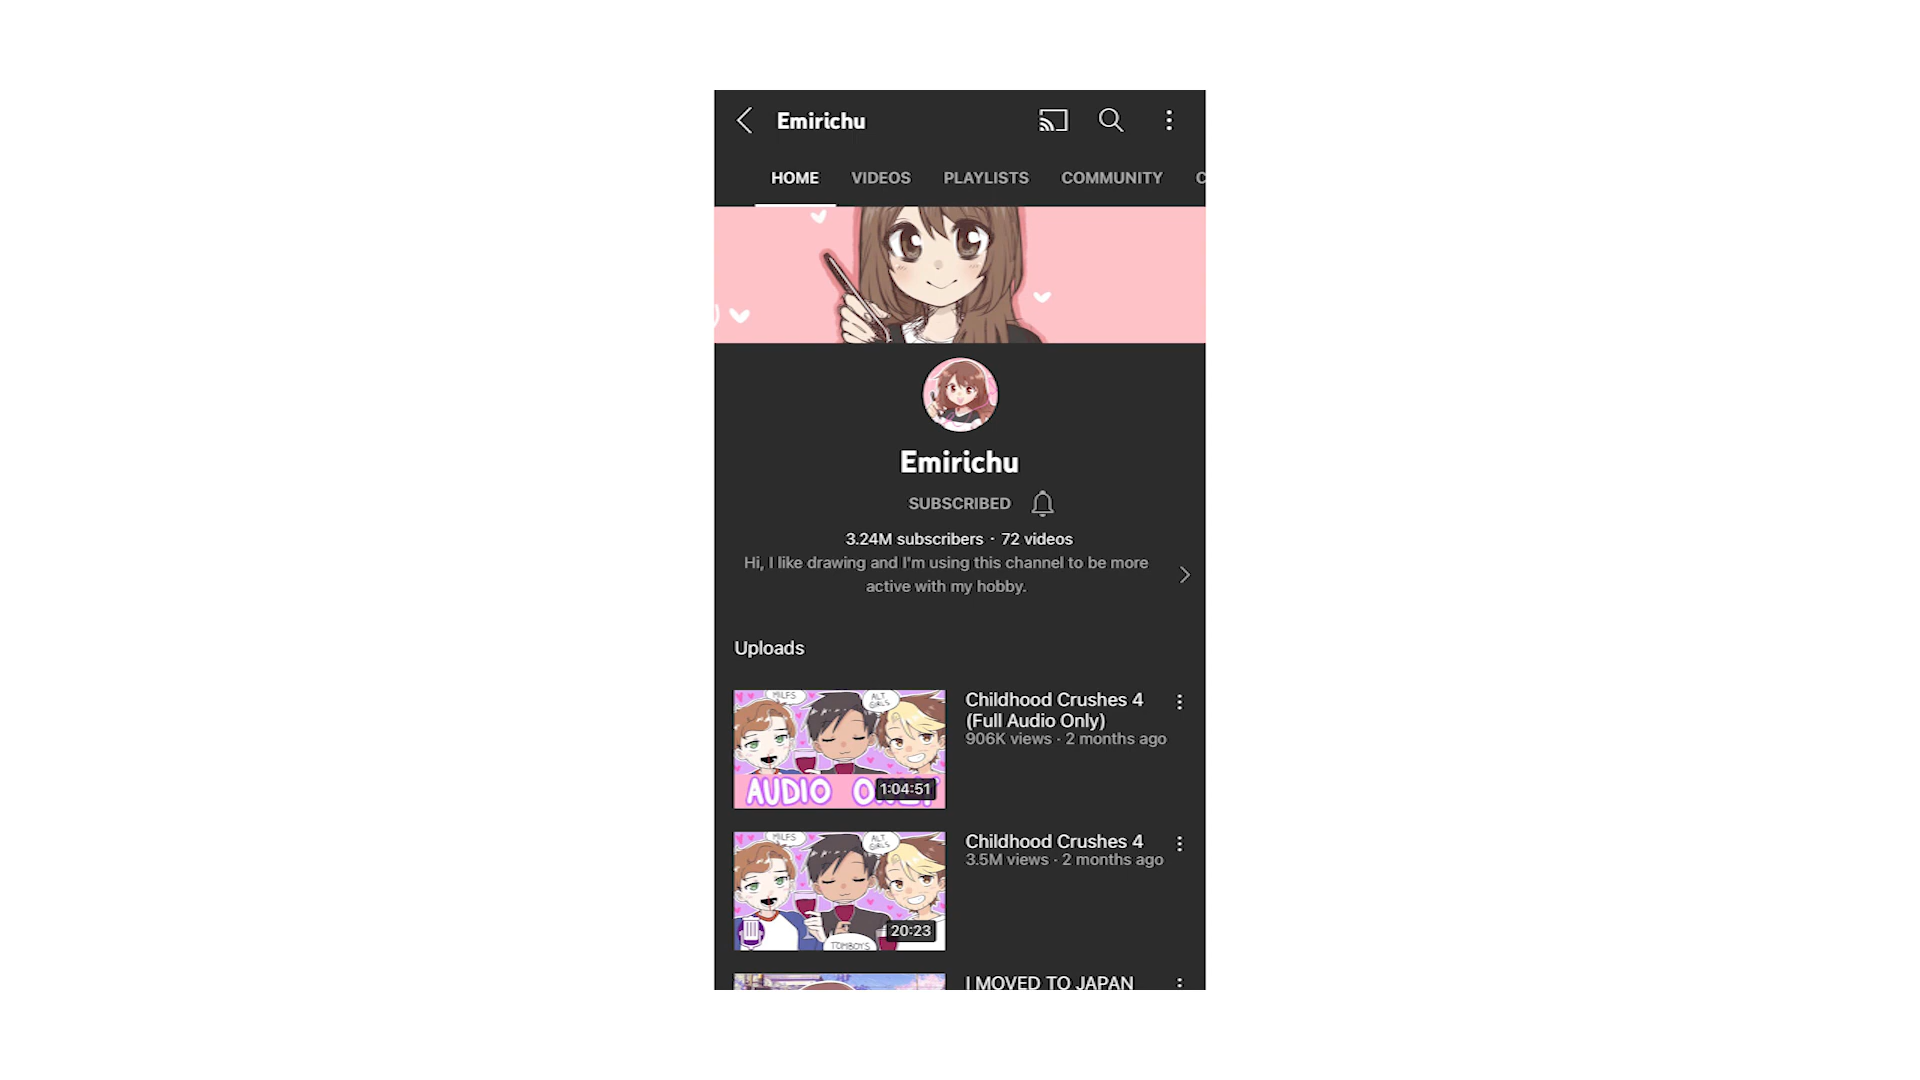 Emirichu
HOME VIDEOS PLAYLISTS COMMUNITY C
Emirichu
SUBSCRIBED
3.24M subscribers · 72 videos
Hi, I like drawing and I'm using this channel to be more
active with my hobby.
Uploads
MILFS
ALT
GIRLS
AUDIO
1:04:51
Childhood Crushes 4
(Full Audio Only)
906K views · 2 months ago
MILFS
ALT
GIRLS
TOMBOYS
20:23
Childhood Crushes 4
3.5M views · 2 months ago
I MOVED TO JAPAN